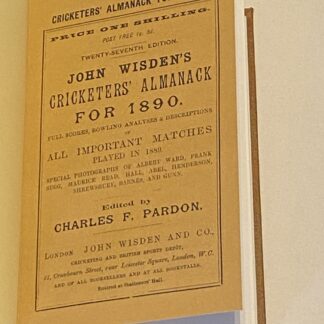 CRICKETERS' ALMANACK FO
PRICE ONE SHILLING.
POST FREE 1s. 3d.
TWENTY-SEVENTH EDITION.
JOHN WISDEN'S
CRICKETERS' ALMANACK
FOR 1890.
FULL SCORES, BOWLING ANALYSES & DESCRIPTIONS
OF
ALL IMPORTANT MATCHES
PLAYED IN 1889.
SPECIAL PHOTOGRAPHS OF ALBERT WARD, FRANK
SUGG, MAURICE READ, HALL, ABEL, HENDERSON,
SHREWSBURY, BARNES, AND GUNN.
Edited by
CHARLES F. PARDON.
LONDON JOHN WISDEN AND CO.,
CRICKETING AND BRITISH SPORTS DEPÔT,
21, Cranbourn Street, near Leicester Square, London, W.C.
AND OF ALL BOOKSELLERS AND AT ALL BOOKSTALLS.
Entered at Stationers' Hall.